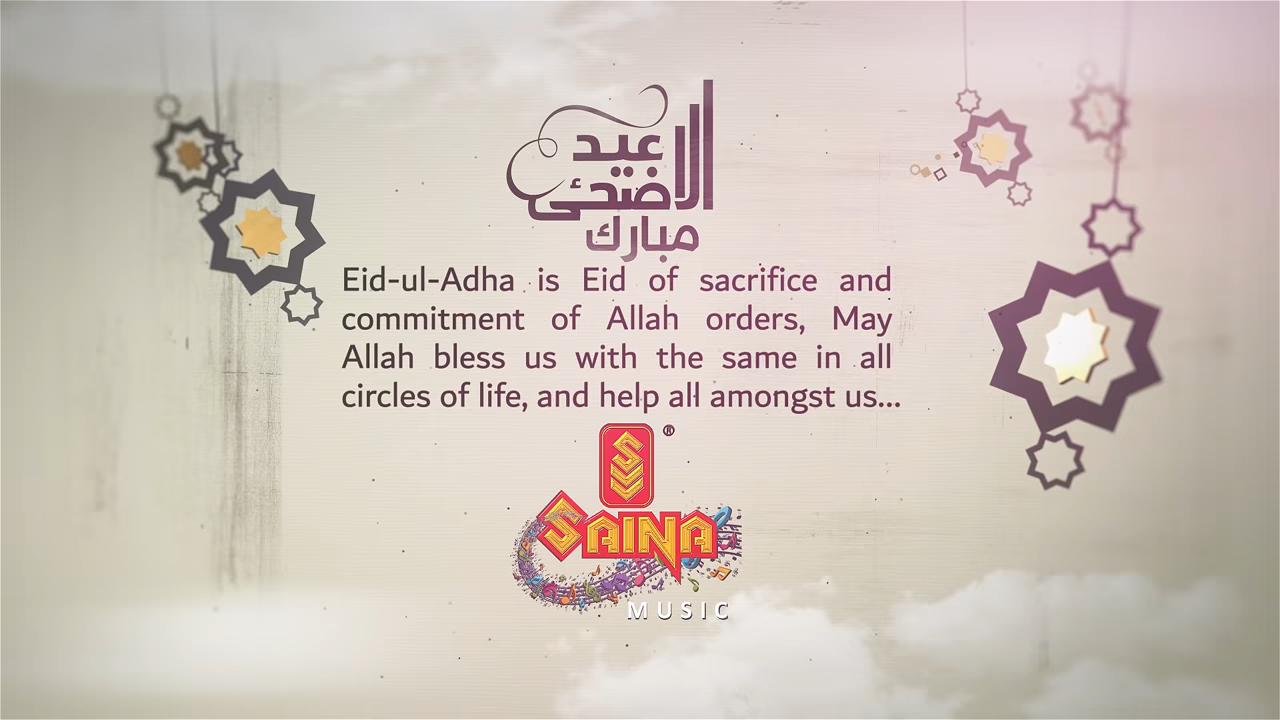 عيد
الاضحى
مبارك
Eid-ul-Adha is Eid of sacrifice and
commitment of Allah orders, May
Allah bless us with the same in all
circles of life, and help all amongst us...
®
SAINA
MUSIC